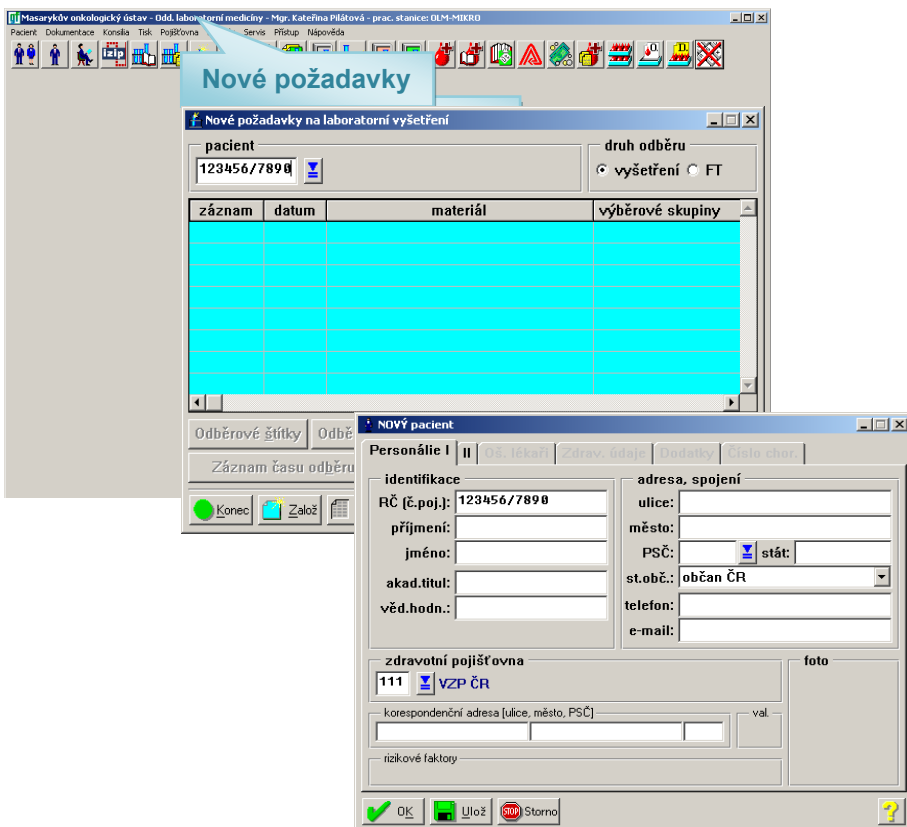 Masarykův onkologický ústav - Odd. laboratorní medicíny - Mgr. Kateřina Pilátová - prac. stanice: OLM-MIKRO
Pacient Dokumentace Konsilia Tisk Pojišťovna Servis Přístup Nápověda
izip
Nové požadavky
Nové požadavky na laboratorní vyšetření
pacient
druh odběru
123456/7890
vyšetření FT
záznam datum materiál výběrové skupiny
Odběrové štítky Odbě
Záznam času odběru
Konec Založ
NOVÝ pacient
Personálie I II Oš. lékaři Zdrav. údaje Dodatky Číslo chor.
identifikace
adresa, spojení
RČ (č.poj.): 123456/7890
ulice:
příjmení:
město:
jméno:
PSČ: stát:
akad.titul:
st.obč.: občan ČR
věd.hodn.:
telefon:
e-mail:
zdravotní pojišťovna
foto
111 VZP ČR
korespondenční adresa [ulice, město, PSČ]
val.
rizikové faktory
OK Ulož STOP Storno